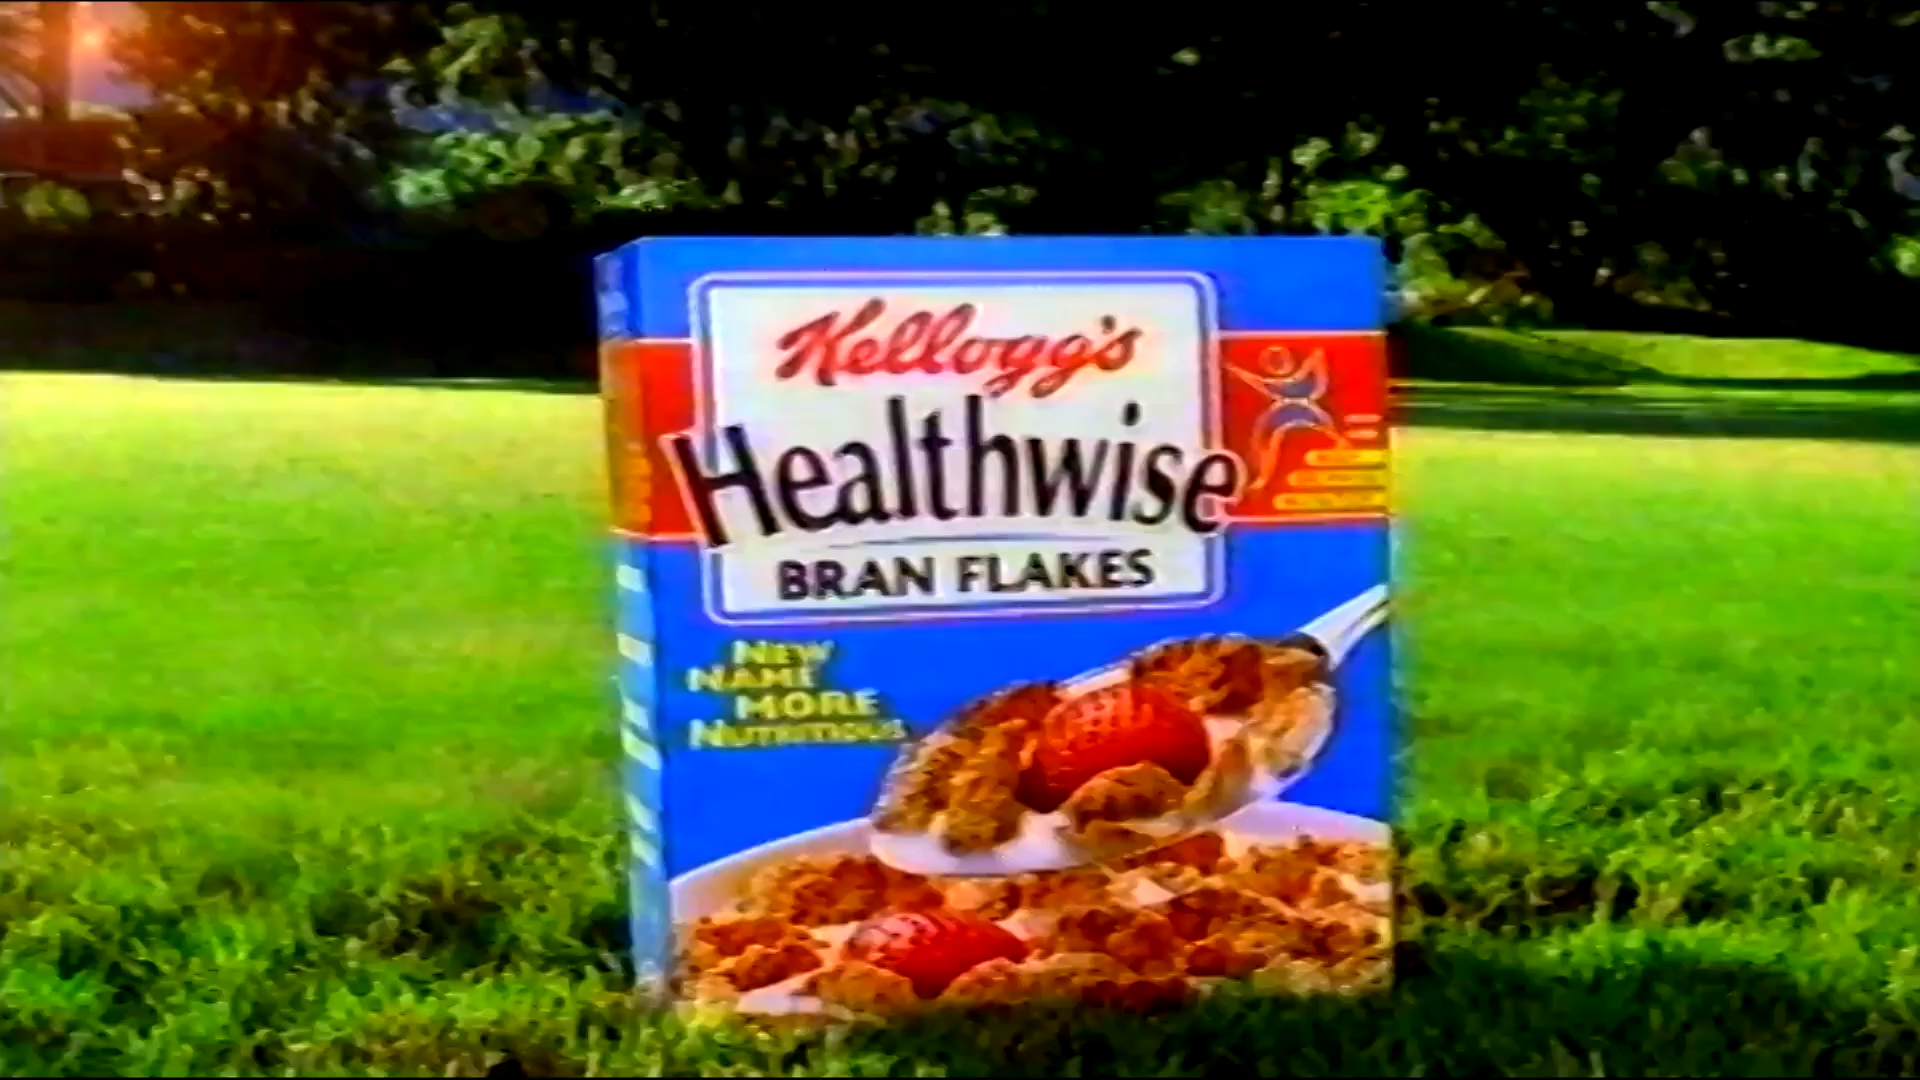 Kellogg's
Healthwise
BRAN FLAKES
NEW
NAME
MORE
NUTRITIOUS